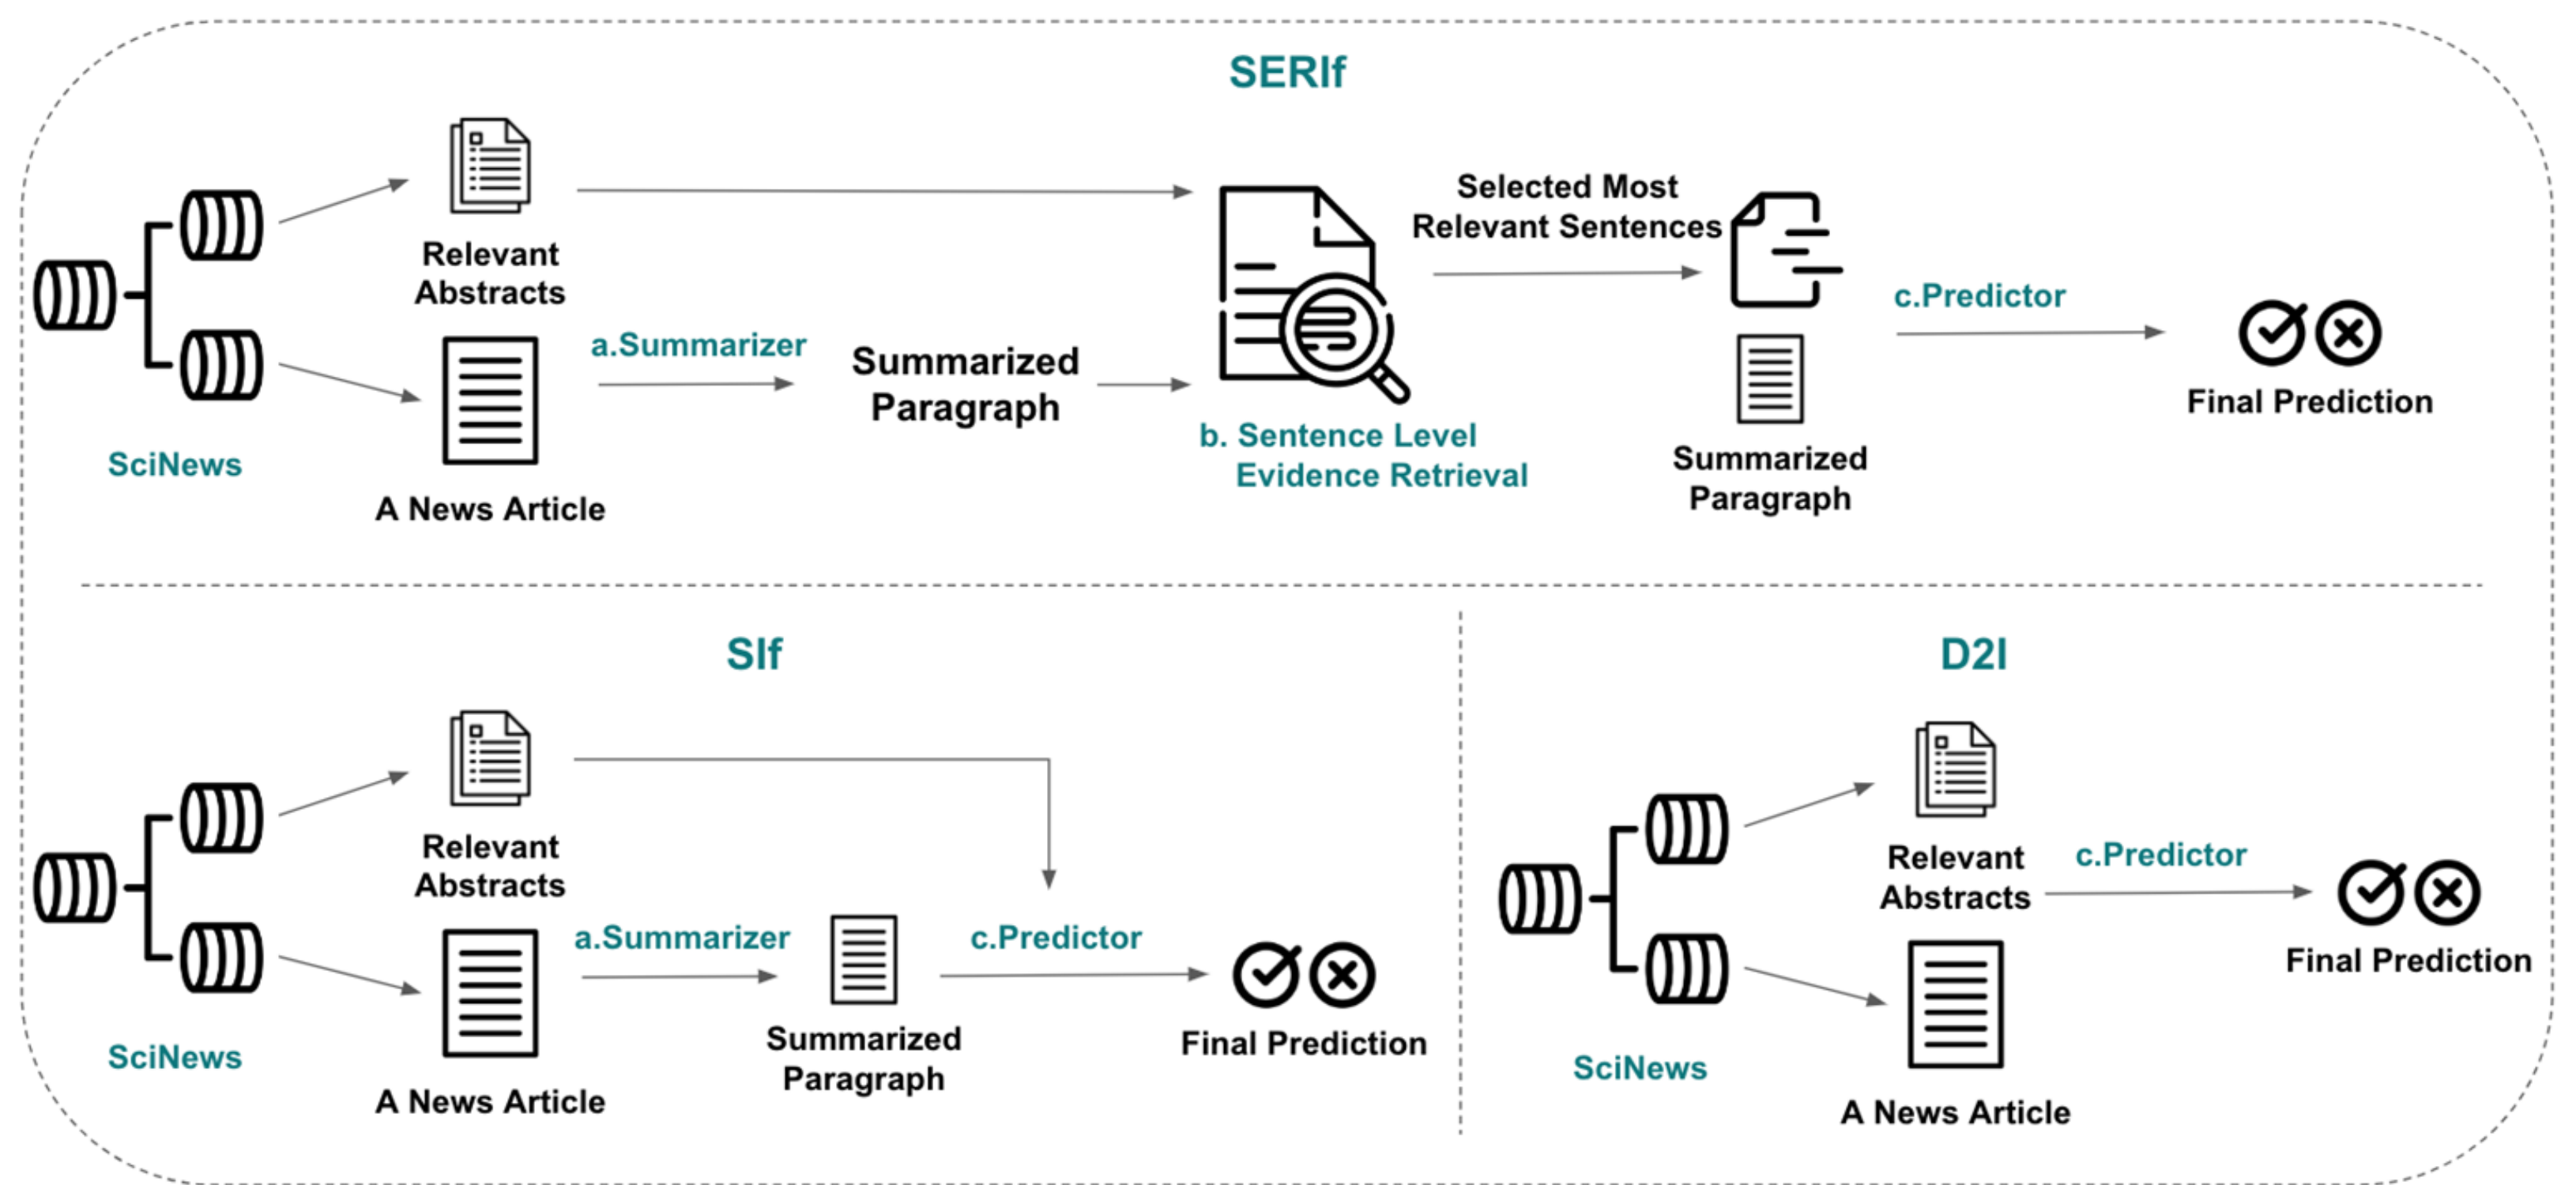 SERIf
Relevant
Abstracts
SciNews
A News Article
a.Summarizer
Summarized
Paragraph
b. Sentence Level
Evidence Retrieval
Selected Most
Relevant Sentences
Summarized
Paragraph
c.Predictor
Final Prediction
SIf
Relevant
Abstracts
SciNews
A News Article
a.Summarizer
Summarized
Paragraph
c.Predictor
Final Prediction
D2I
Relevant
Abstracts
SciNews
A News Article
c.Predictor
Final Prediction